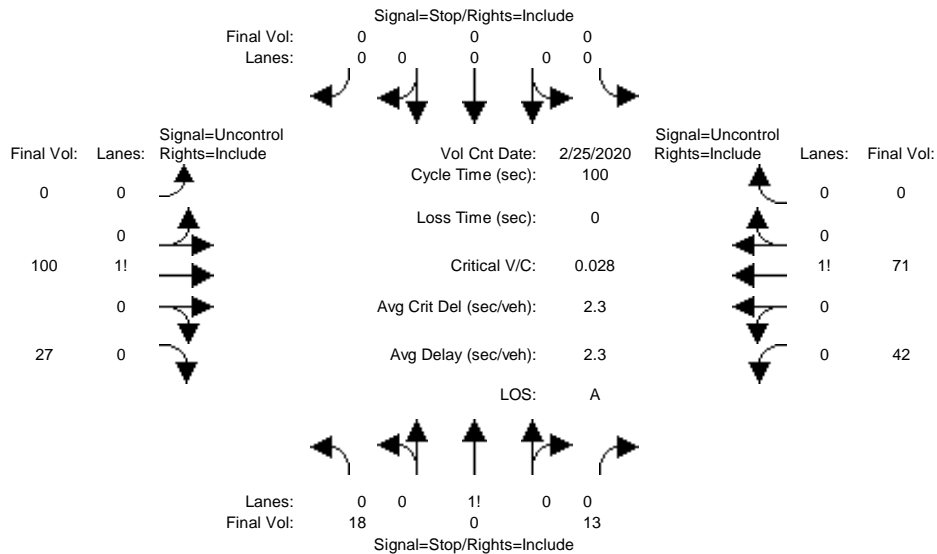 Signal=Stop/Rights=Include
Final Vol: 0 0 0
Lanes: 0 0 0 0 0
Signal=Uncontrol Signal=Uncontrol
Final Vol: Lanes: Rights=Include Vol Cnt Date: 2/25/2020 Rights=Include Lanes: Final Vol:
Cycle Time (sec): 100
0 0 0 0
Loss Time (sec): 0
0 0
100 1! Critical V/C: 0.028 1! 71
0 Avg Crit Del (sec/veh): 2.3 0
27 0 Avg Delay (sec/veh): 2.3 0 42
LOS: A
Lanes: 0 0 1! 0 0
Final Vol: 18 0 13
Signal=Stop/Rights=Include